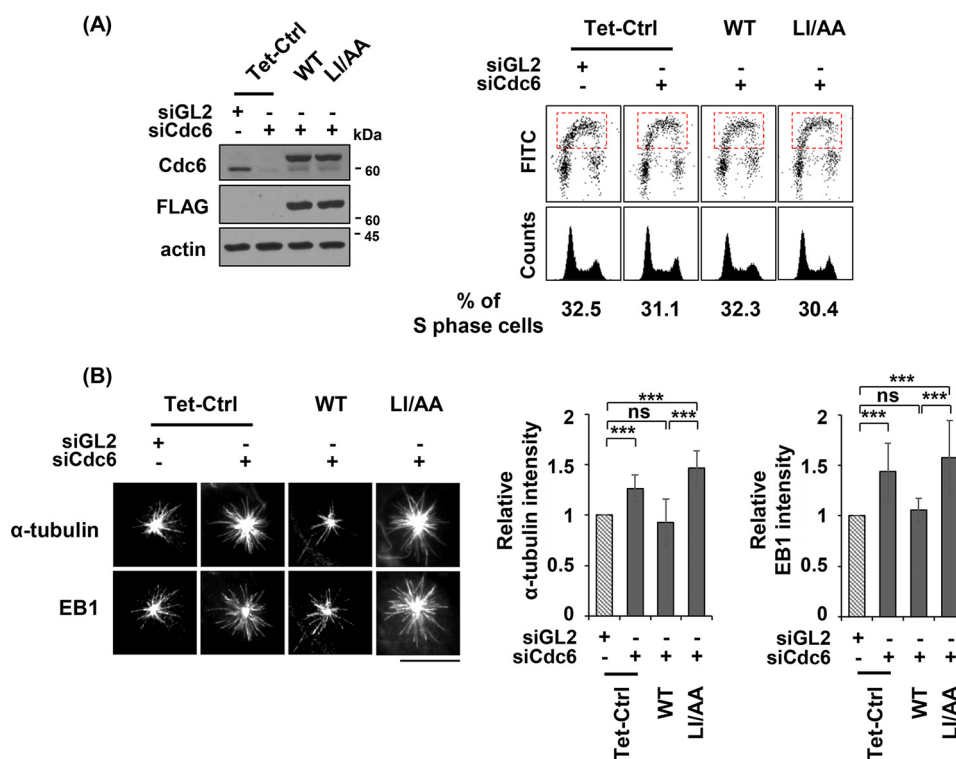 (A)
Tet-Ctrl
WT
LI/AA
siGL2 + - - -
siCdc6 - + + +
kDa
Cdc6
- 60
FLAG
- 60
- 45
actin
Tet-Ctrl WT LI/AA
siGL2 + - - -
siCdc6 - + + +
FITC
Counts
% of
S phase cells
32.5 31.1 32.3 30.4
(B)
Tet-Ctrl WT LI/AA
siGL2 + - - -
siCdc6 - + + +
α-tubulin
EB1
Relative
α-tubulin intensity
2
1.5
1
0.5
0
***
ns ***
***
siGL2 + - - -
siCdc6 - + + +
Tet-Ctrl
WT
LI/AA
Relative
EB1 intensity
2
1.5
1
0.5
0
***
ns ***
***
siGL2 + - - -
siCdc6 - + + +
Tet-Ctrl
WT
LI/AA